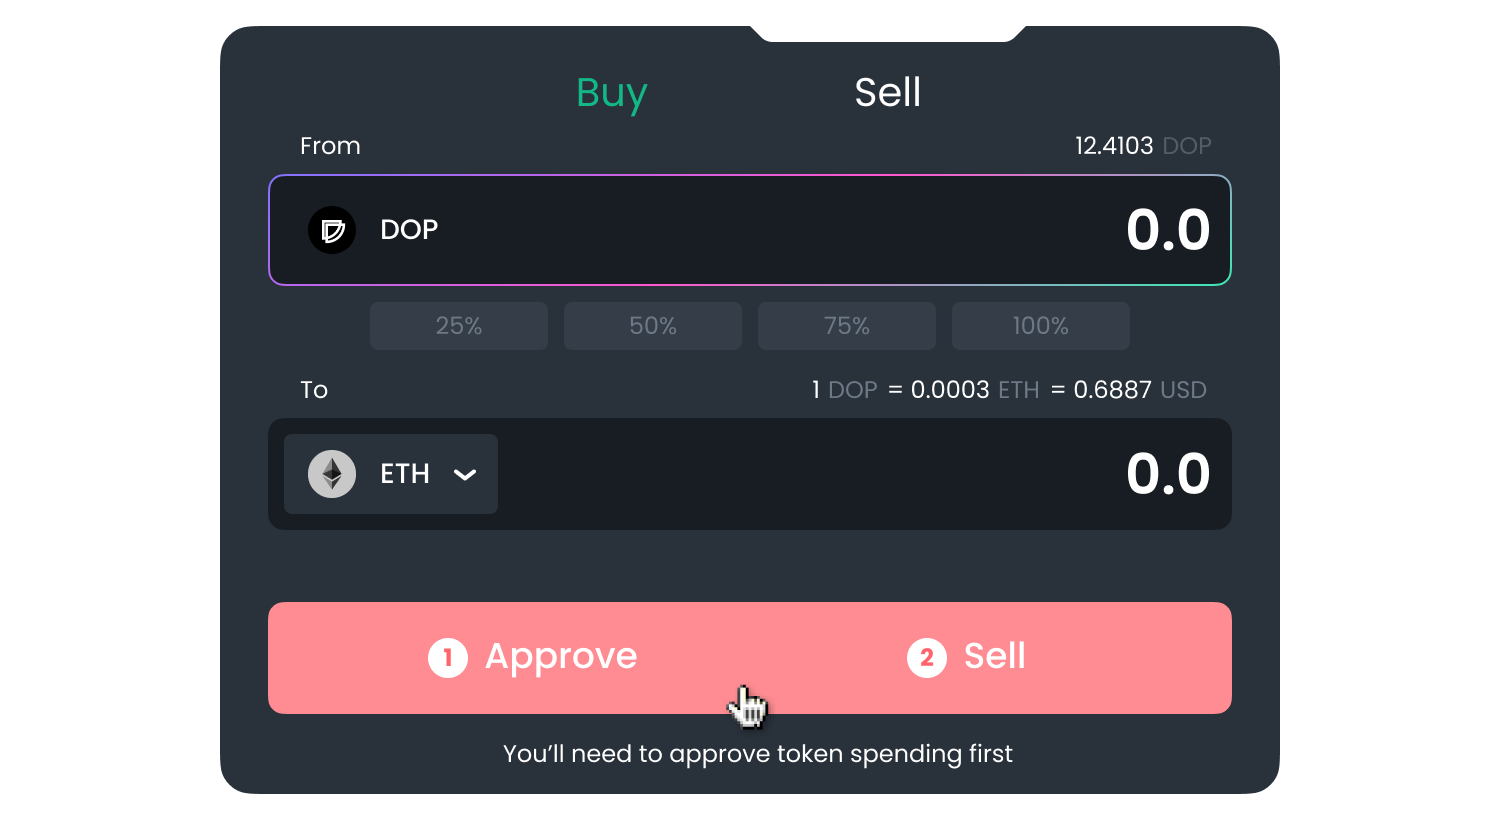 Buy Sell
From 12.4103 DOP
DOP 0.0
25% 50% 75% 100%
To 1 DOP = 0.0003 ETH = 0.6887 USD
ETH 0.0
1 Approve 2 Sell
You’ll need to approve token spending first